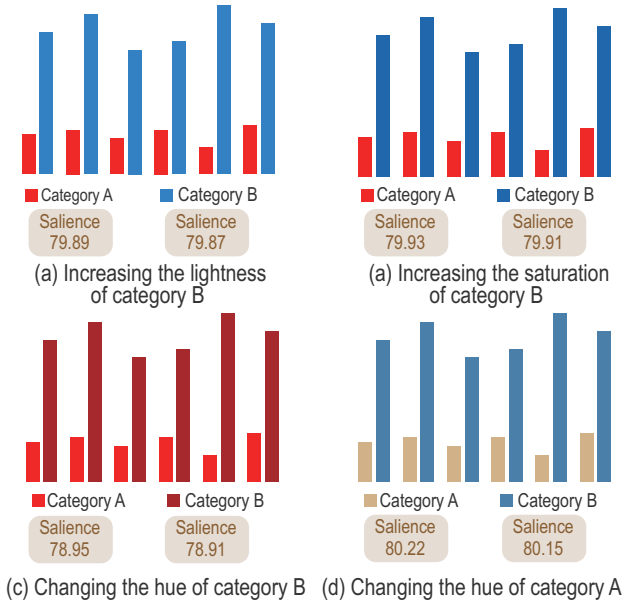 Category A
Category B
Salience
79.89
Salience
79.87
(a) Increasing the lightness
of category B
Category A
Category B
Salience
79.93
Salience
79.91
(a) Increasing the saturation
of category B
Category A
Category B
Salience
78.95
Salience
78.91
(c) Changing the hue of category B
Category A
Category B
Salience
80.22
Salience
80.15
(d) Changing the hue of category A